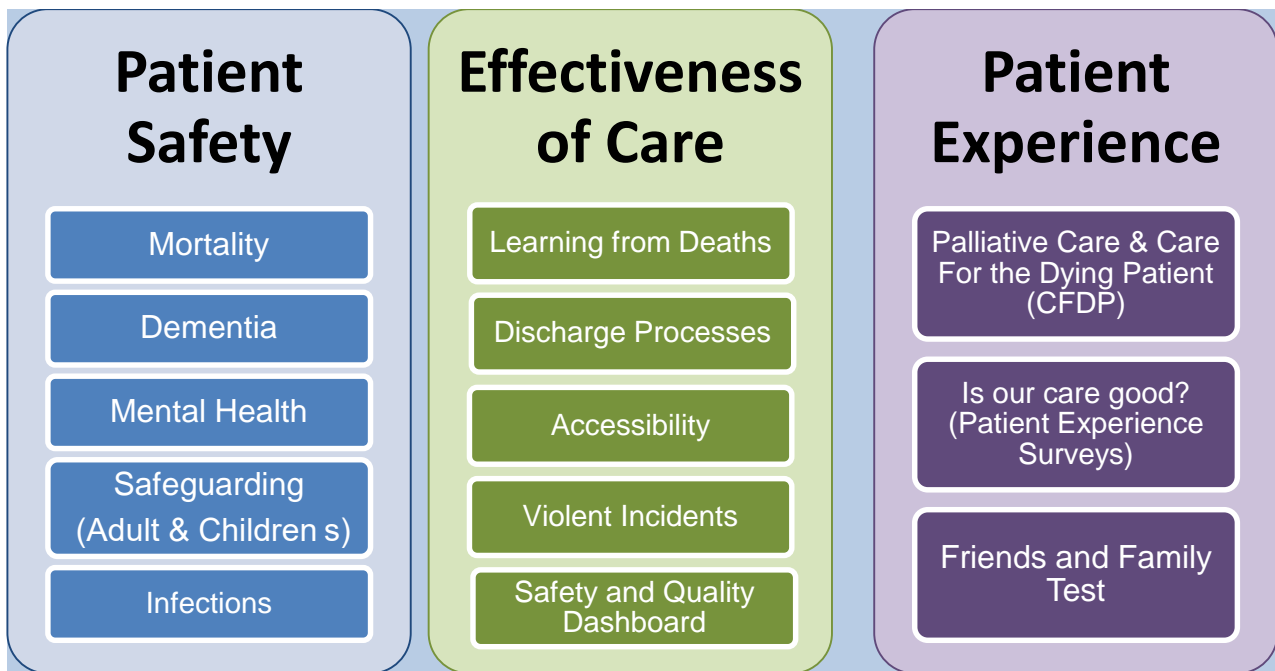 Patient
Safety
Mortality
Dementia
Mental Health
Safeguarding
(Adult & Children s)
Infections
Effectiveness
of Care
Learning from Deaths
Discharge Processes
Accessibility
Violent Incidents
Safety and Quality
Dashboard
Patient
Experience
Palliative Care & Care
For the Dying Patient
(CFDP)
Is our care good?
(Patient Experience
Surveys)
Friends and Family
Test